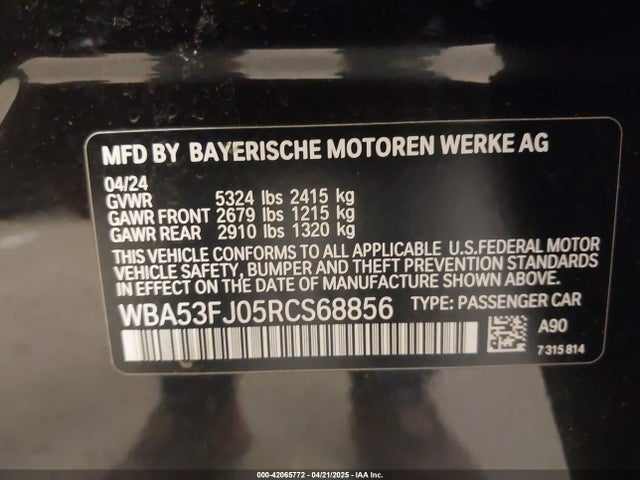 MFD BY BAYERISCHE MOTOREN WERKE AG
04/24
GVWR 5324 lbs 2415 kg
GAWR FRONT 2679 lbs 1215 kg
GAWR REAR 2910 lbs 1320 kg
THIS VEHICLE CONFORMS TO ALL APPLICABLE U.S.FEDERAL MOTOR
VEHICLE SAFETY, BUMPER AND THEFT PREVENTION STANDARDS
IN EFFECT ON THE DATE OF MANUFACTURE SHOWN ABOVE.
WBA53FJ05RCS68856 TYPE: PASSENGER CAR
A90
7 315 814
000-42065772 - 04/21/2025 - IAA Inc.